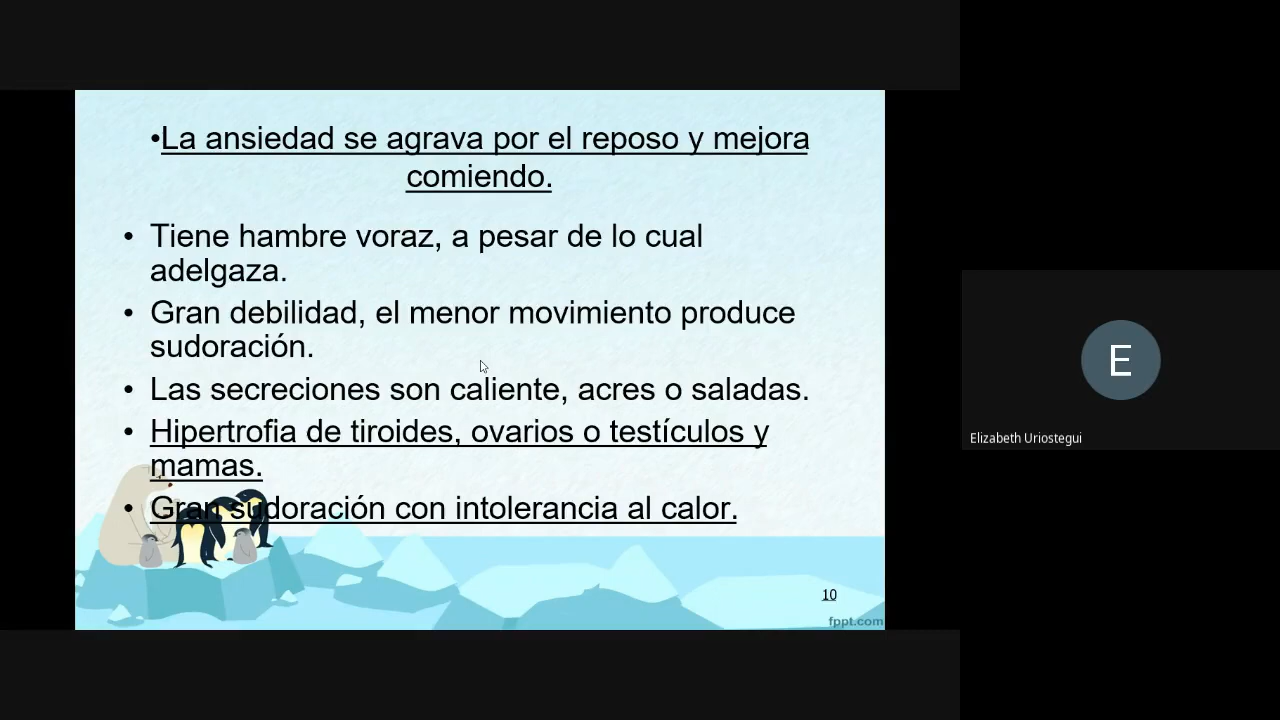 •La ansiedad se agrava por el reposo y mejora
comiendo.
• Tiene hambre voraz, a pesar de lo cual
adelgaza.
• Gran debilidad, el menor movimiento produce
sudoración.
• Las secreciones son caliente, acres o saladas.
• Hipertrofia de tiroides, ovarios o testículos y
mamas.
• Gran sudoración con intolerancia al calor.
10
fppt.com
E
Elizabeth Uriostegui